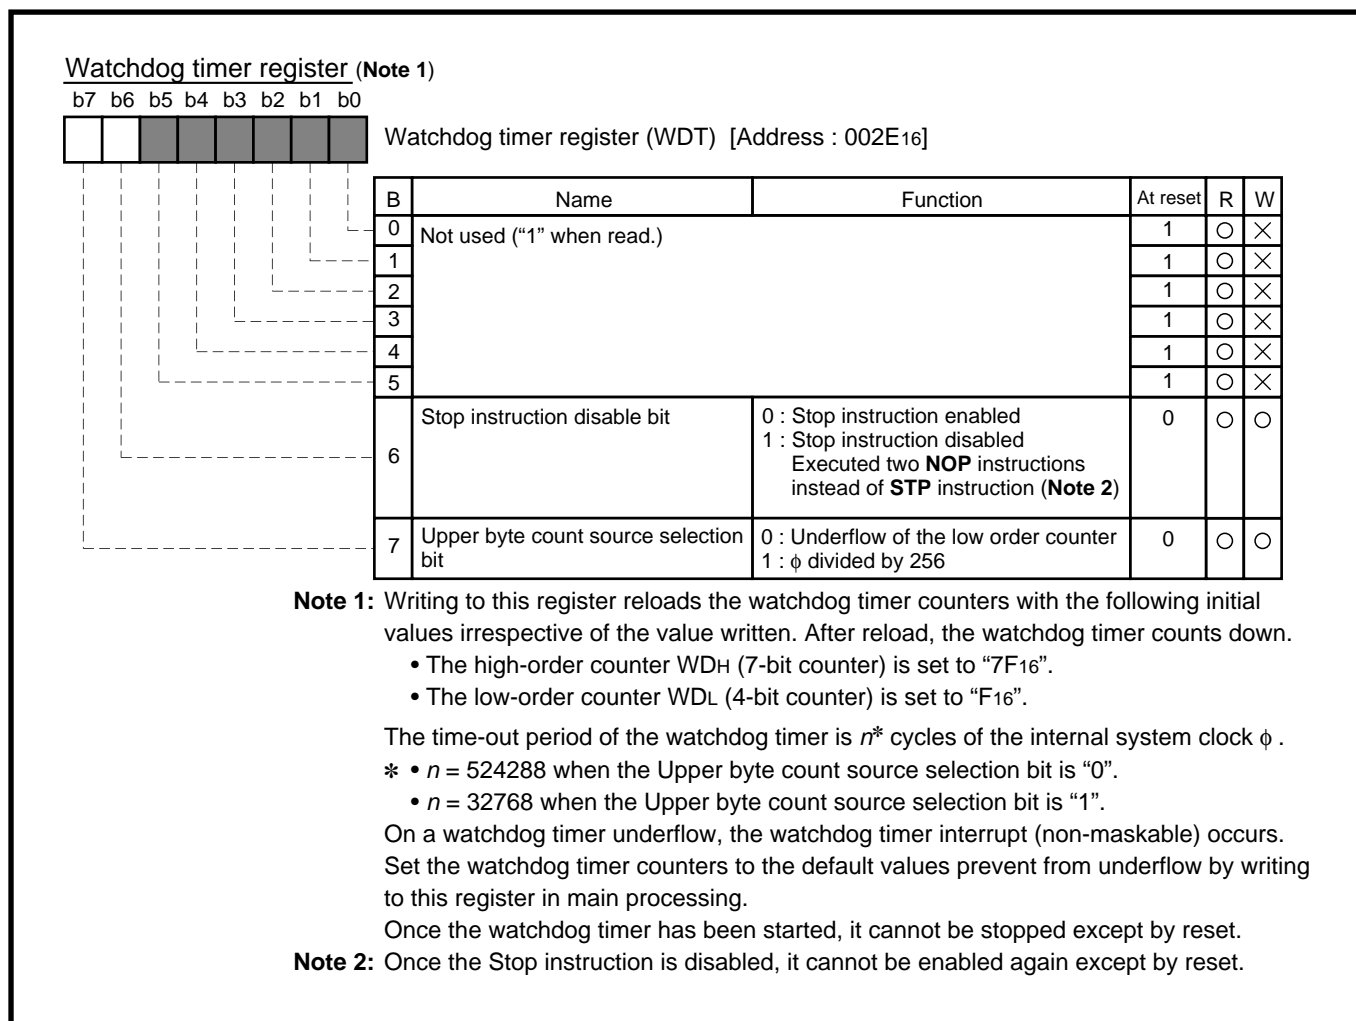 Watchdog timer register (Note 1)
b7 b6 b5 b4 b3 b2 b1 b0
Watchdog timer register (WDT) [Address : 002E16]
B Name Function At reset R W
0 Not used (“1” when read.) 1 ○ ×
1 1 ○ ×
2 1 ○ ×
3 1 ○ ×
4 1 ○ ×
5 1 ○ ×
6 Stop instruction disable bit 0 : Stop instruction enabled 0 ○ ○
1 : Stop instruction disabled
Executed two NOP instructions
instead of STP instruction (Note 2)
7 Upper byte count source selection 0 : Underflow of the low order counter 0 ○ ○
bit 1 : ϕ divided by 256
Note 1: Writing to this register reloads the watchdog timer counters with the following initial
values irrespective of the value written. After reload, the watchdog timer counts down.
• The high-order counter WDH (7-bit counter) is set to “7F16”.
• The low-order counter WDL (4-bit counter) is set to “F16”.
The time-out period of the watchdog timer is n* cycles of the internal system clock ϕ .
* • n = 524288 when the Upper byte count source selection bit is “0”.
• n = 32768 when the Upper byte count source selection bit is “1”.
On a watchdog timer underflow, the watchdog timer interrupt (non-maskable) occurs.
Set the watchdog timer counters to the default values prevent from underflow by writing
to this register in main processing.
Once the watchdog timer has been started, it cannot be stopped except by reset.
Note 2: Once the Stop instruction is disabled, it cannot be enabled again except by reset.